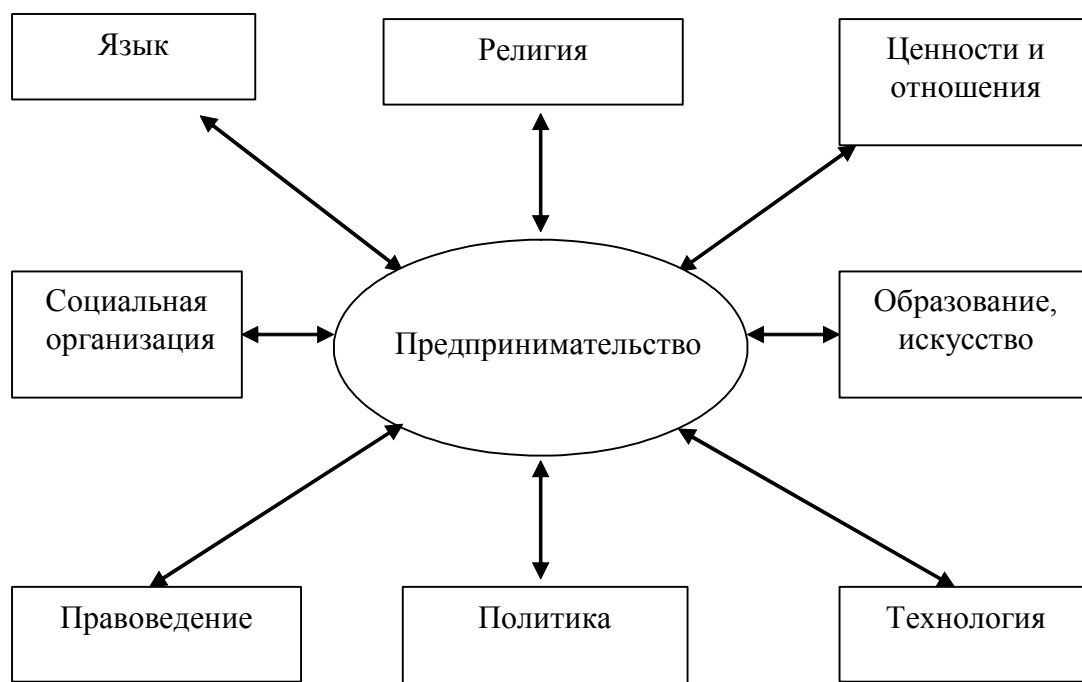 Язык
Религия
Ценности и
отношения
Социальная
организация
Предпринимательство
Образование,
искусство
Правоведение
Политика
Технология